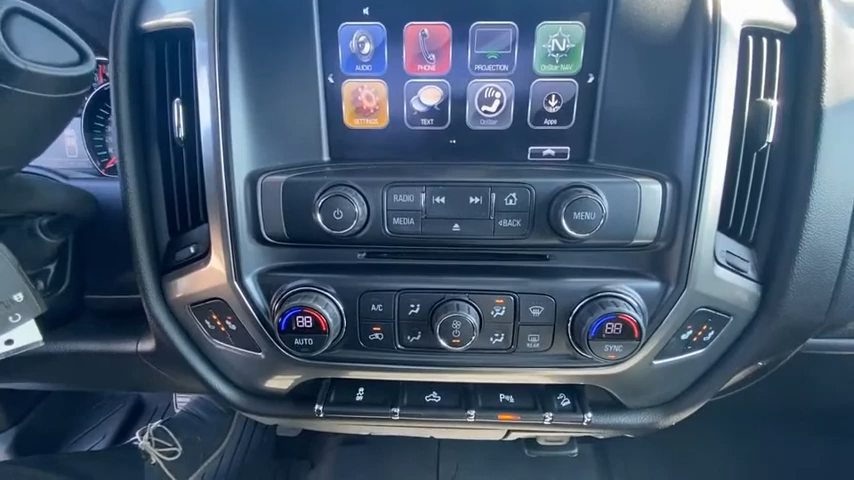 AUDIO
PHONE
PROJECTION
OnStar NAV
N
SETTINGS
TEXT
OnStar
Apps
RADIO
MEDIA
BACK
MENU
A/C
88
AUTO
88
SYNC
REAR